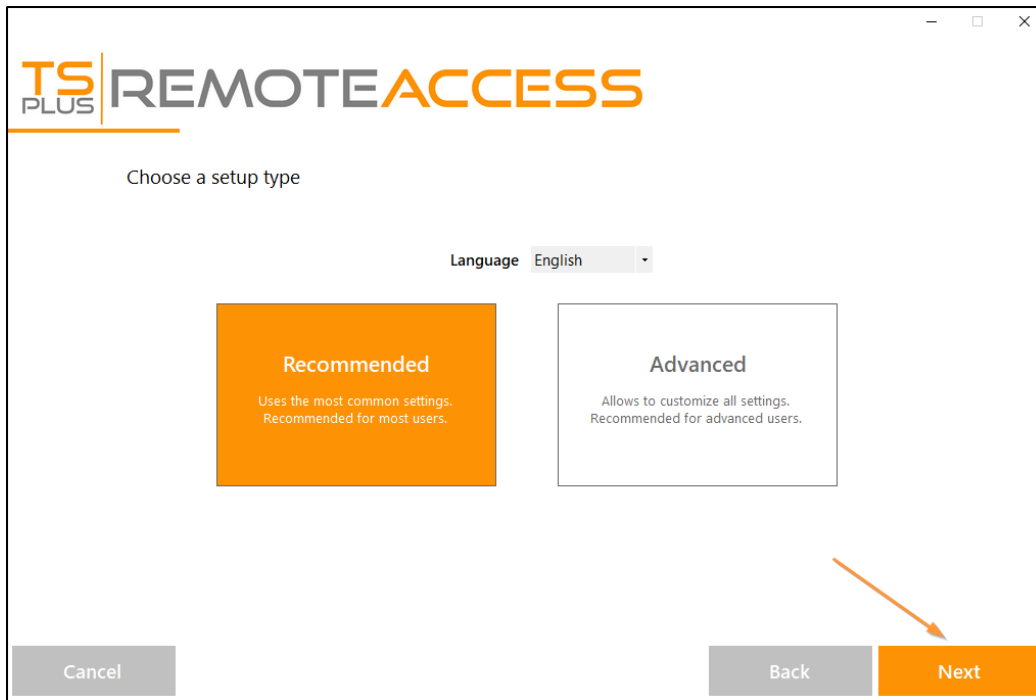 TS
PLUS
REMOTEACCESS
Choose a setup type
Language English
Recommended
Uses the most common settings.
Recommended for most users.
Advanced
Allows to customize all settings.
Recommended for advanced users.
Cancel
Back
Next